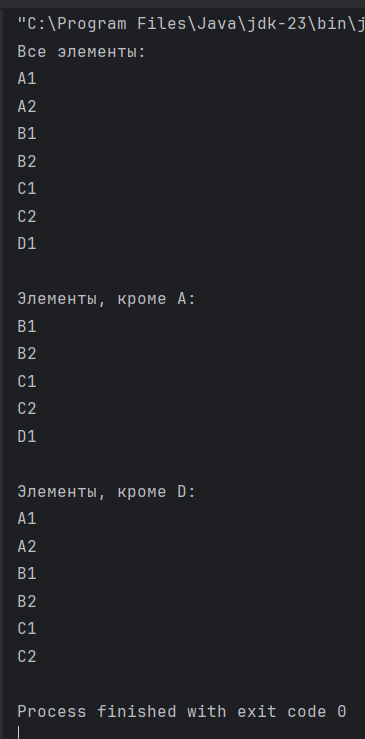 "C:\Program Files\Java\jdk-23\bin\j
Все элементы:
A1
A2
B1
B2
C1
C2
D1
Элементы, кроме A:
B1
B2
C1
C2
D1
Элементы, кроме D:
A1
A2
B1
B2
C1
C2
Process finished with exit code 0